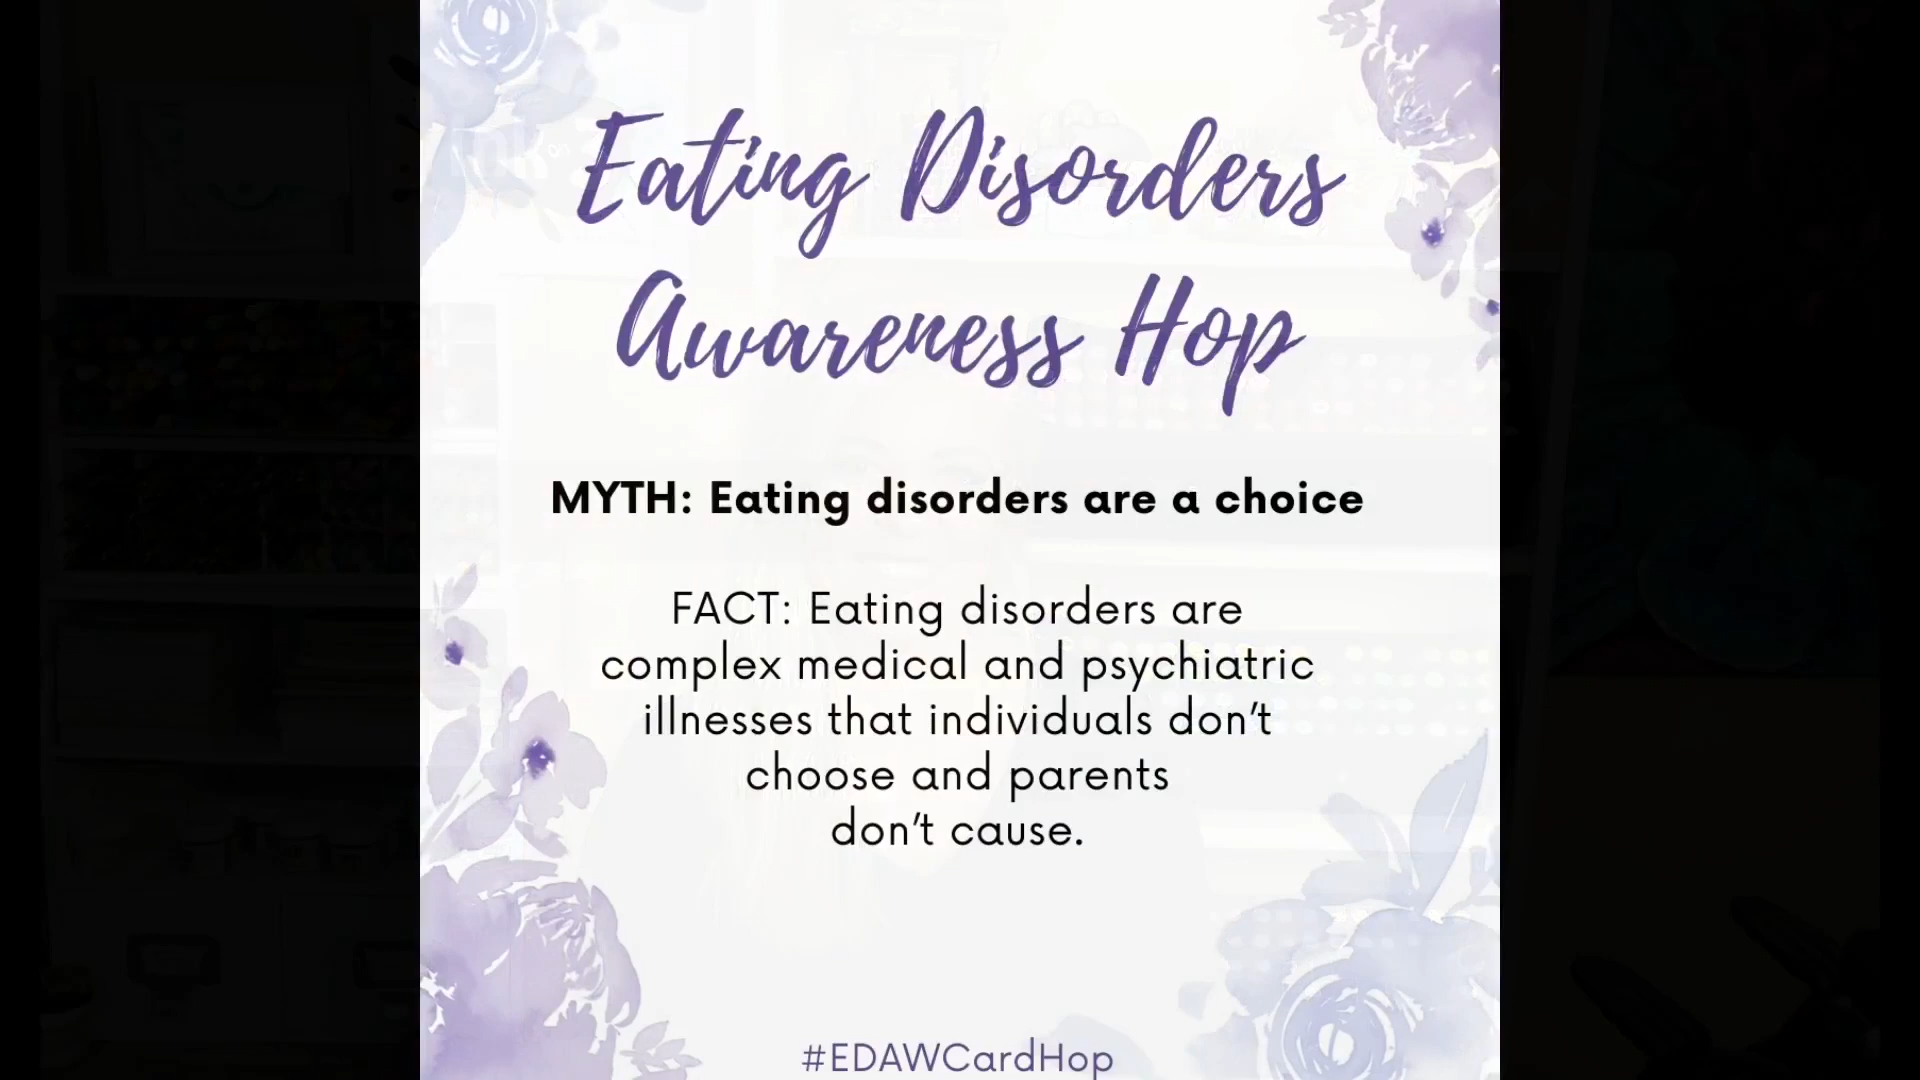 Eating Disorders
Awareness Hop
MYTH: Eating disorders are a choice
FACT: Eating disorders are
complex medical and psychiatric
illnesses that individuals don't
choose and parents
don't cause.
#EDAWCardHop